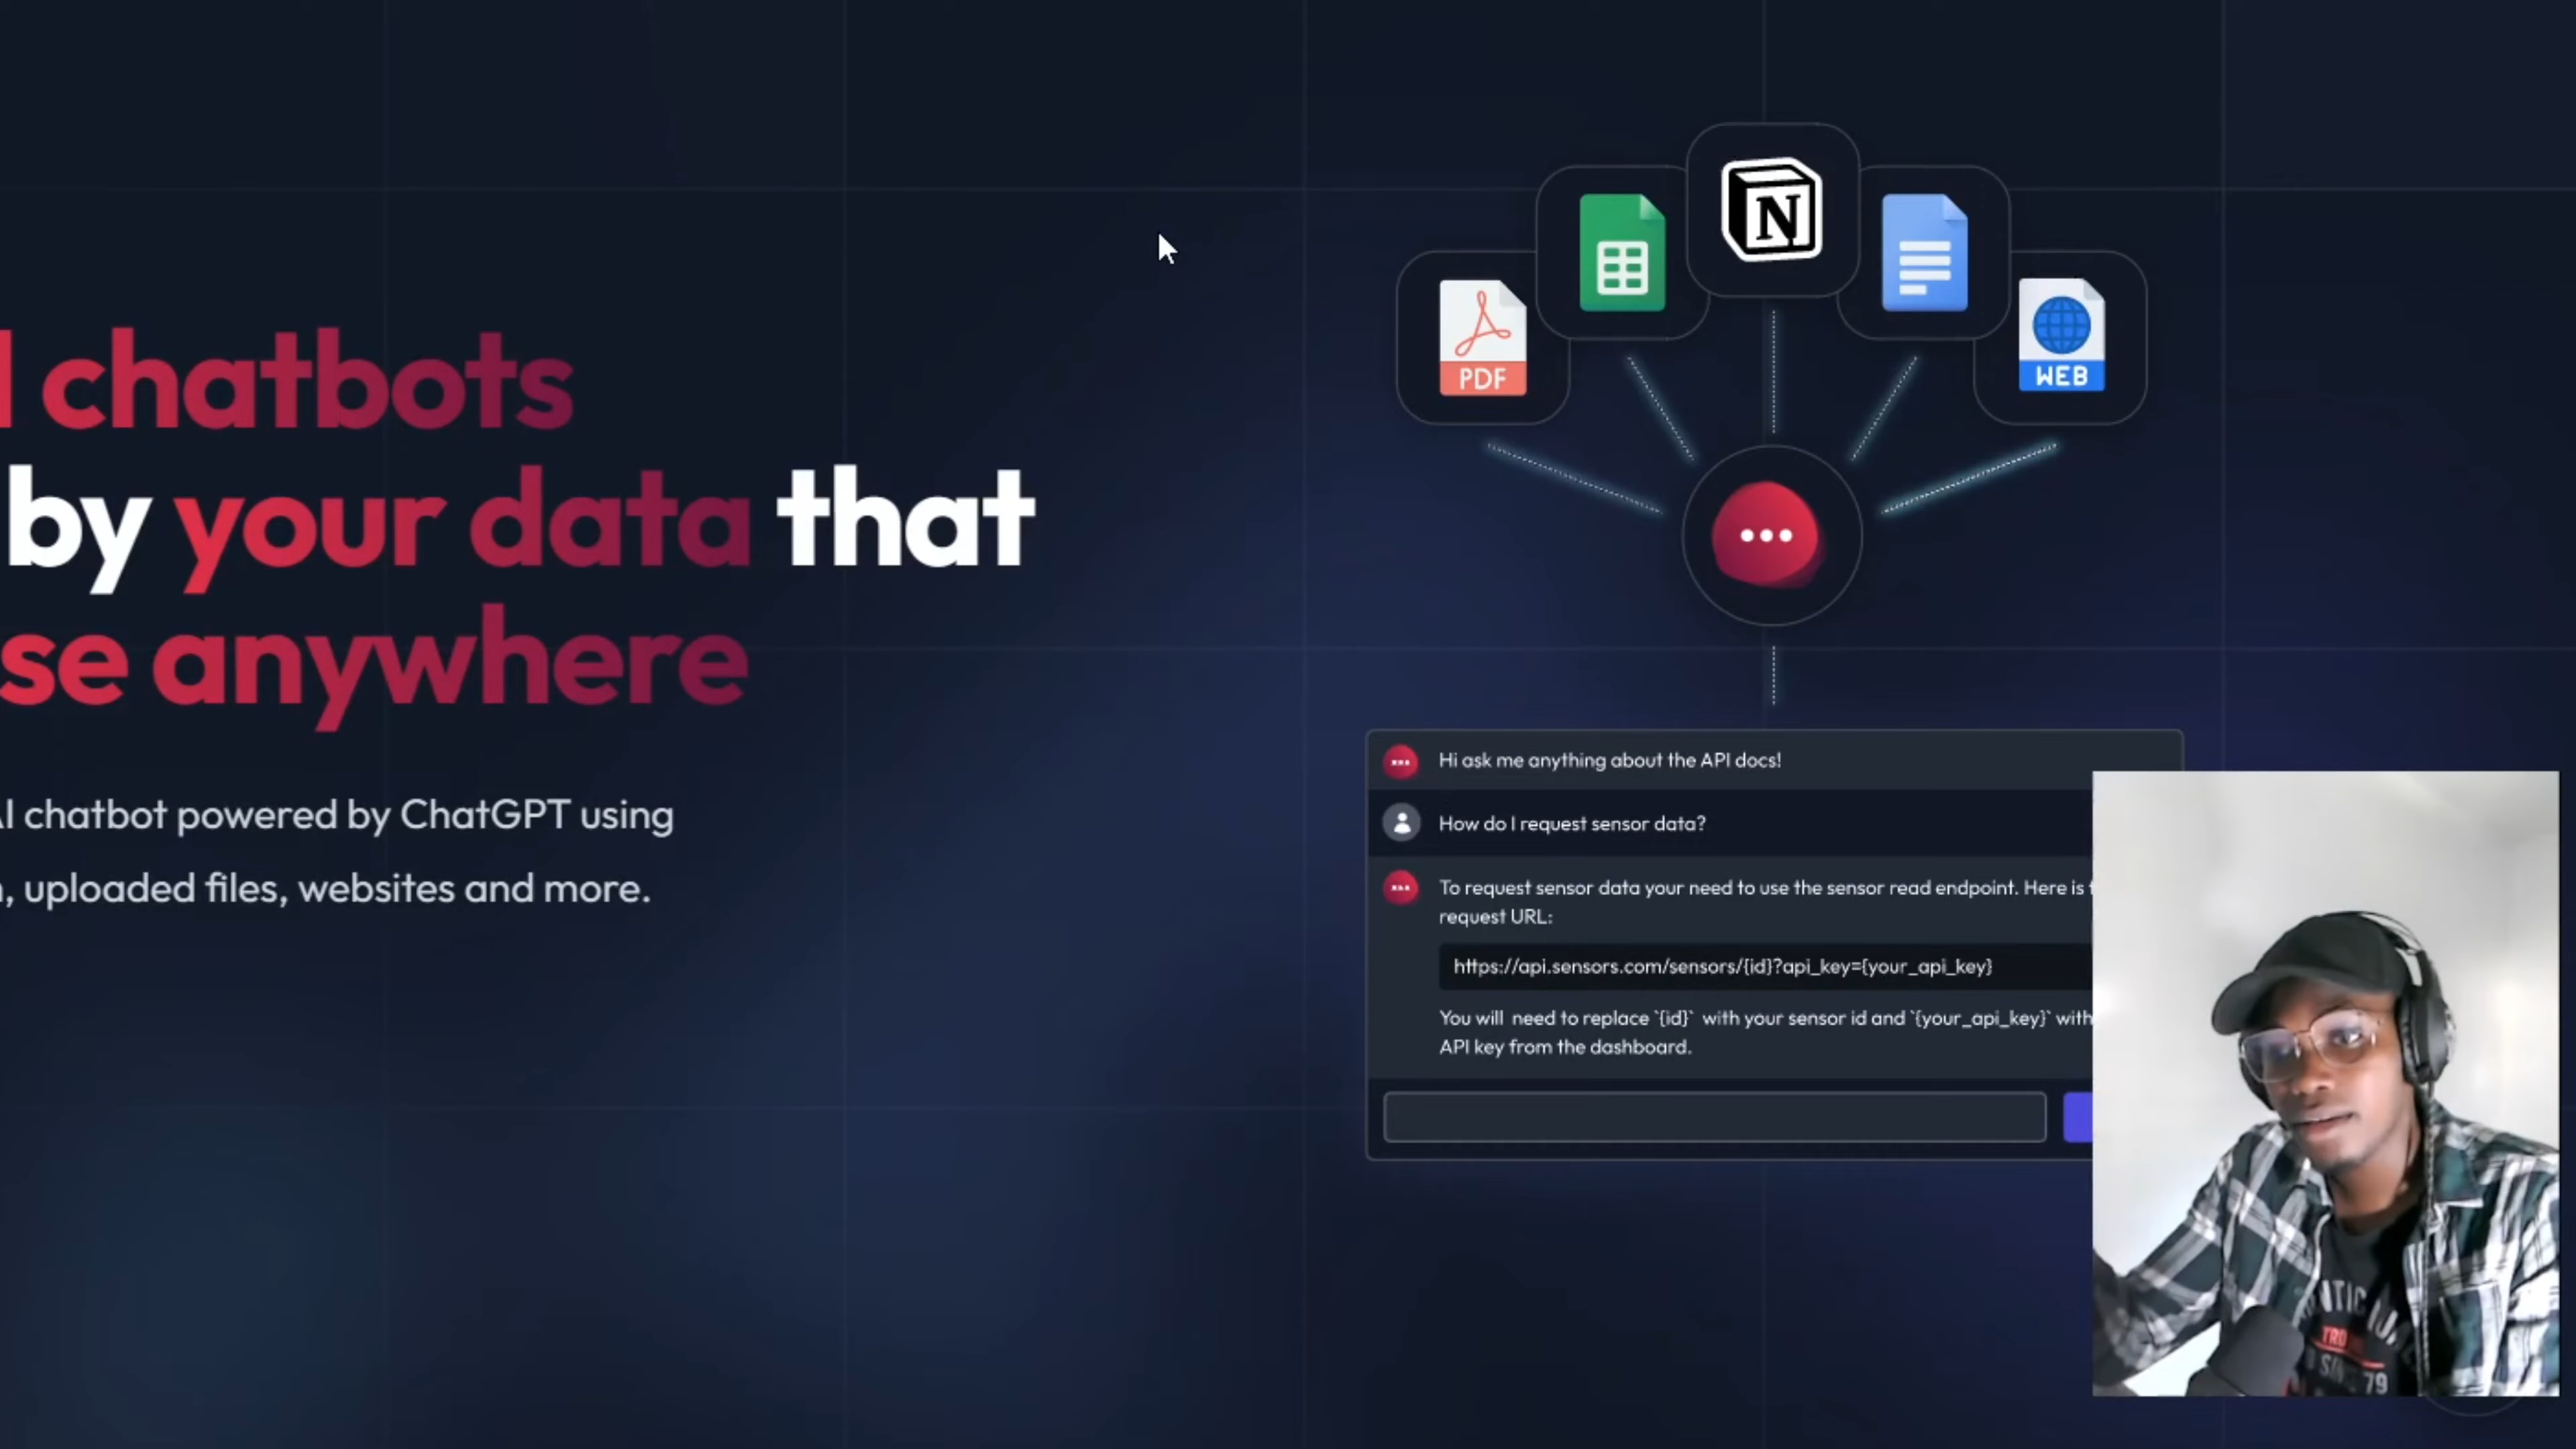 chatbots
by your data that
se anywhere
AI chatbot powered by ChatGPT using
, uploaded files, websites and more.
PDF
N
WEB
Hi ask me anything about the API docs!
How do I request sensor data?
To request sensor data your need to use the sensor read endpoint. Here is
request URL:
https://api.sensors.com/sensors/{id}?api_key={your_api_key}
You will need to replace `{id}` with your sensor id and `{your_api_key}` with
API key from the dashboard.
TRO
79